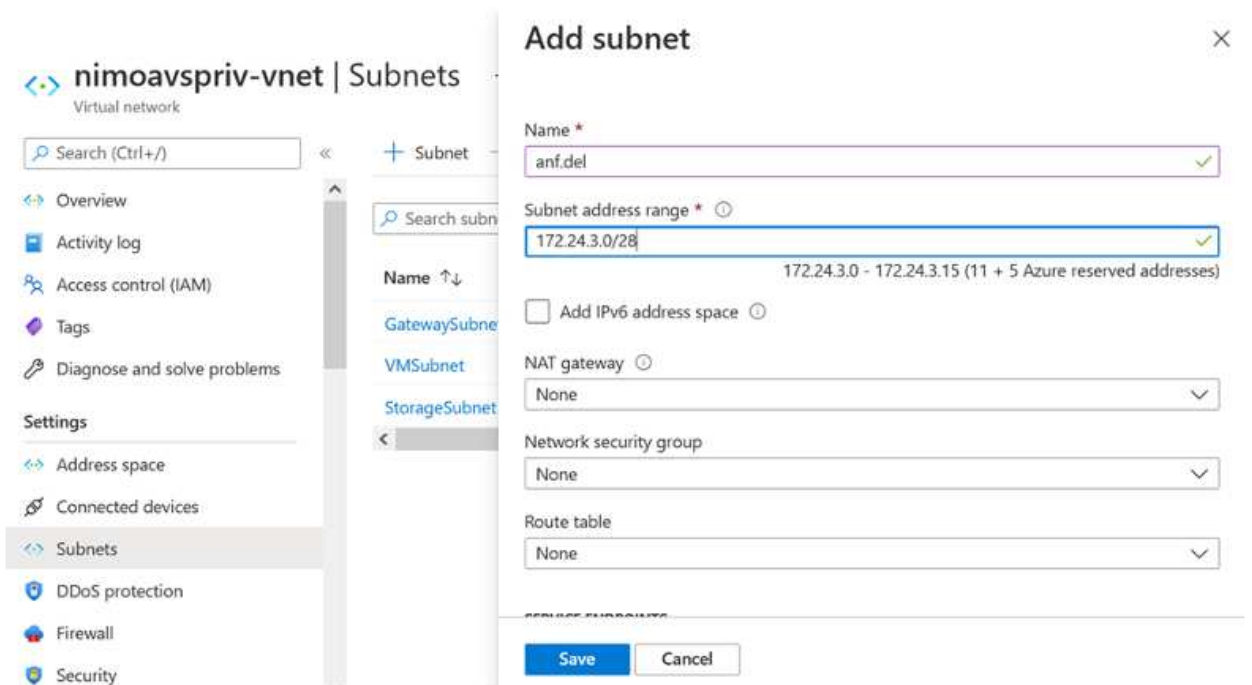 nimoavspriv-vnet | Subnets
Virtual network
Search (Ctrl+/)
«
Overview
Activity log
Access control (IAM)
Tags
Diagnose and solve problems
Settings
Address space
Connected devices
Subnets
DDoS protection
Firewall
Security
+ Subnet
Search subn
Name ↑↓
GatewaySubne
VMSubnet
StorageSubnet
Add subnet
Name *
anf.del
Subnet address range *
172.24.3.0/28
172.24.3.0 - 172.24.3.15 (11 + 5 Azure reserved addresses)
Add IPv6 address space
NAT gateway
None
Network security group
None
Route table
None
SERVICE ENDPOINTS
Save
Cancel